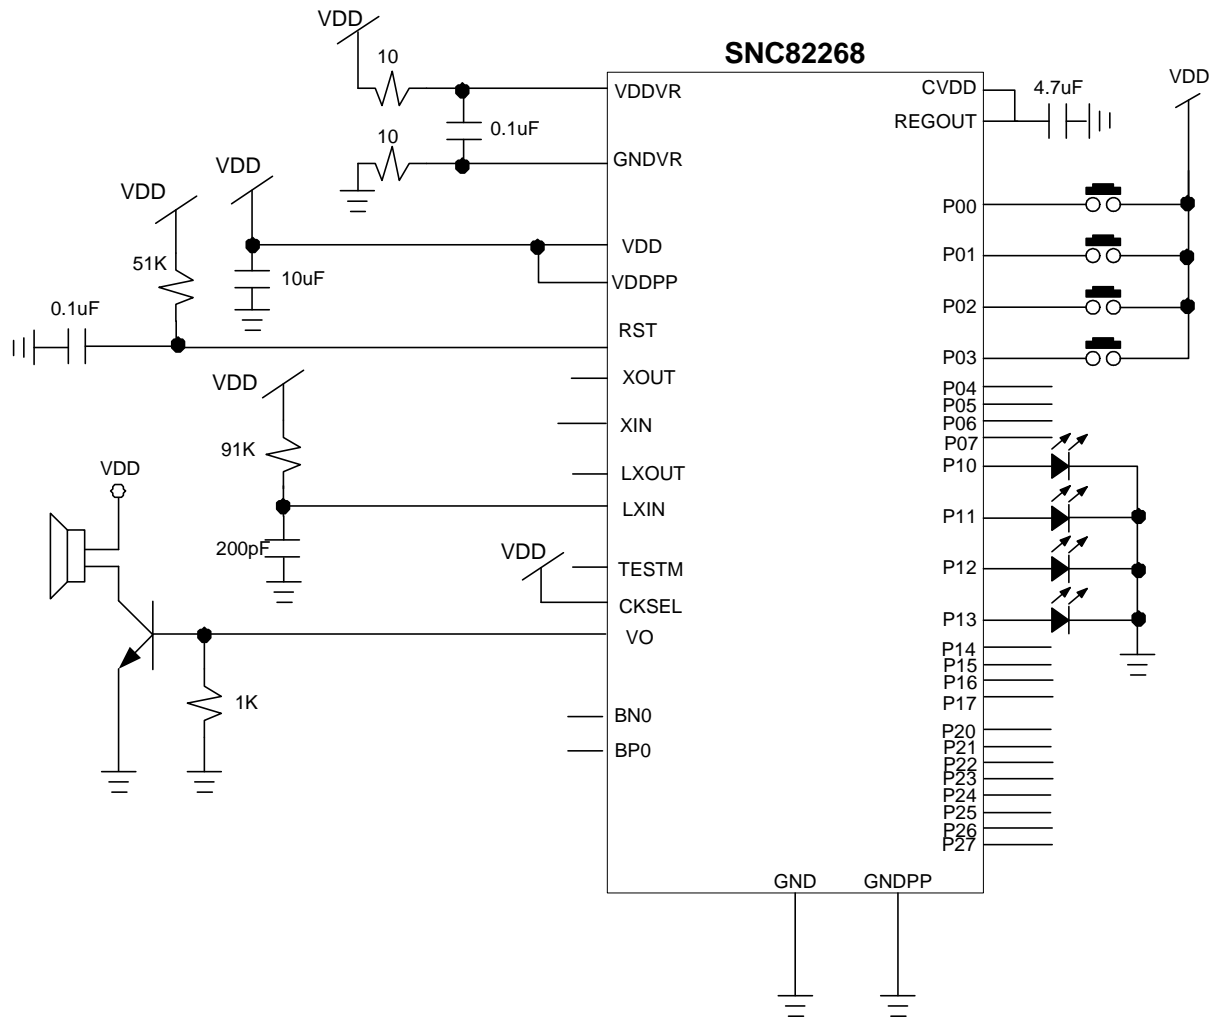 SNC82268
VDD
10
VDDVR
0.1uF
10
GNDVR
VDD
VDD
VDD
VDDPP
51K
10uF
0.1uF
RST
XOUT
VDD
XIN
91K
LXOUT
LXIN
200pF
VDD
TESTM
CKSEL
VDD
VO
1K
BN0
BP0
CVDD
4.7uF
VDD
REGOUT
P00
P01
P02
P03
P04
P05
P06
P07
P10
P11
P12
P13
P14
P15
P16
P17
P20
P21
P22
P23
P24
P25
P26
P27
GND
GNDPP